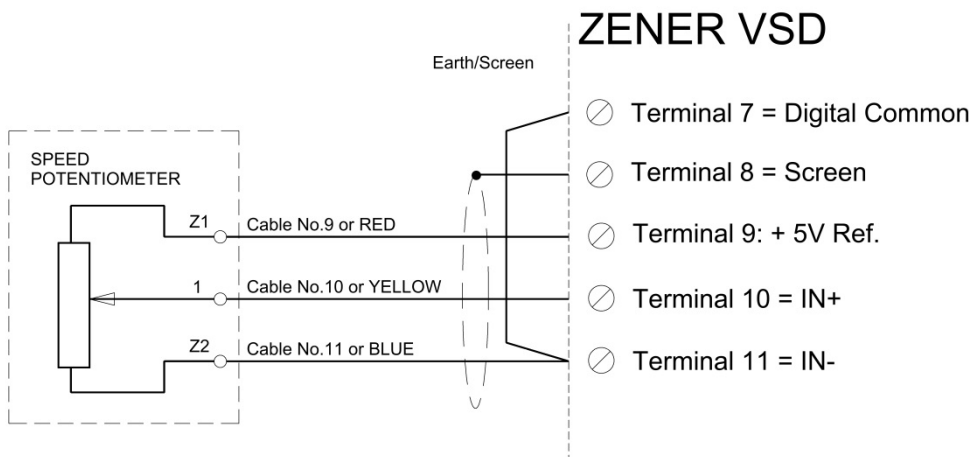 ZENER VSD
Earth/Screen
Terminal 7 = Digital Common
SPEED
POTENTIOMETER
Terminal 8 = Screen
Z1
Cable No.9 or RED
Terminal 9: + 5V Ref.
1
Cable No.10 or YELLOW
Terminal 10 = IN+
Z2
Cable No.11 or BLUE
Terminal 11 = IN-